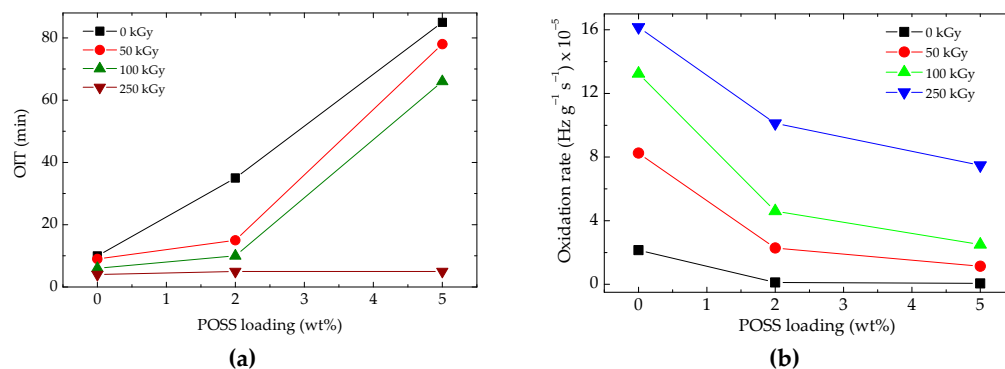 0 kGy
50 kGy
100 kGy
250 kGy
80
60
40
20
0
OIT (min)
0 1 2 3 4 5
POSS loading (wt%)
(a)
0 kGy
50 kGy
100 kGy
250 kGy
16
12
8
4
0
Oxidation rate (Hz g⁻¹ s⁻¹) x 10⁻⁵
0 1 2 3 4 5
POSS loading (wt%)
(b)